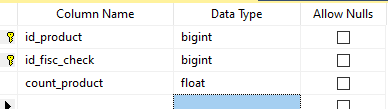 Column Name Data Type Allow Nulls
id_product bigint
id_fisc_check bigint
count_product float